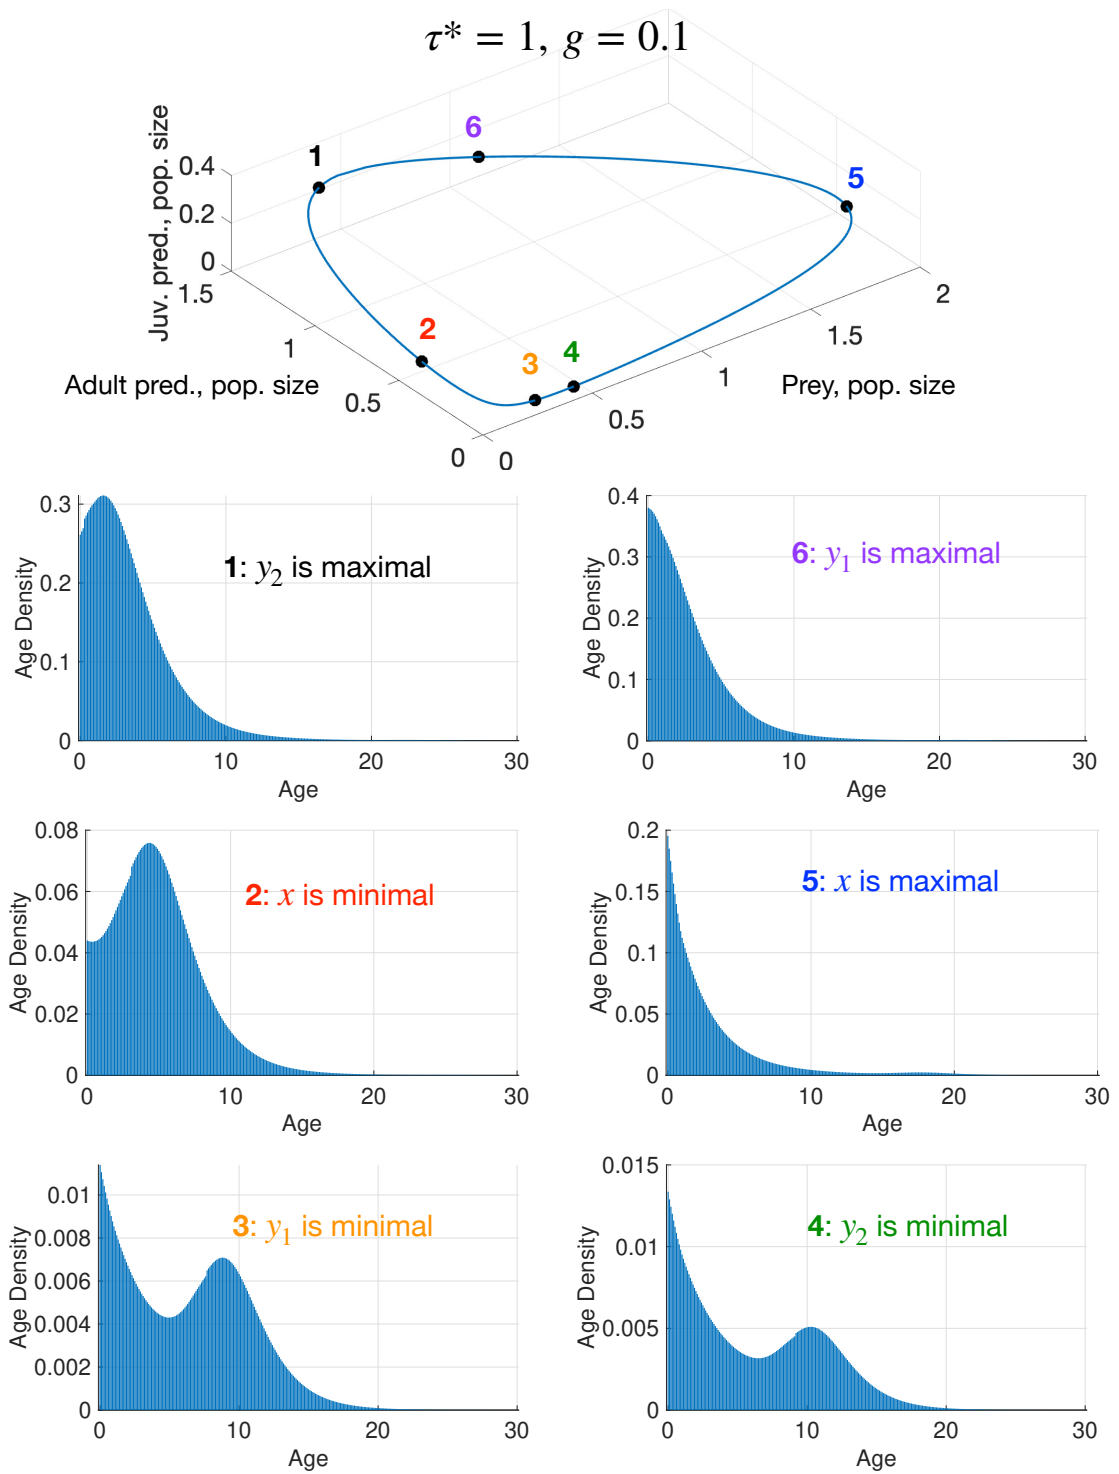 τ* = 1, g = 0.1
Juv. pred., pop. size
0.4
0.2
0
1.5
1
0.5
0
Adult pred., pop. size
0
0.5
1
1.5
2
Prey, pop. size
1
2
3
4
5
6
1: y₂ is maximal
Age Density
0.3
0.2
0.1
0
0 10 20 30
Age
6: y₁ is maximal
Age Density
0.4
0.3
0.2
0.1
0
0 10 20 30
Age
2: x is minimal
Age Density
0.08
0.06
0.04
0.02
0
0 10 20 30
Age
5: x is maximal
Age Density
0.2
0.15
0.1
0.05
0
0 10 20 30
Age
3: y₁ is minimal
Age Density
0.01
0.008
0.006
0.004
0.002
0
0 10 20 30
Age
4: y₂ is minimal
Age Density
0.015
0.01
0.005
0
0 10 20 30
Age